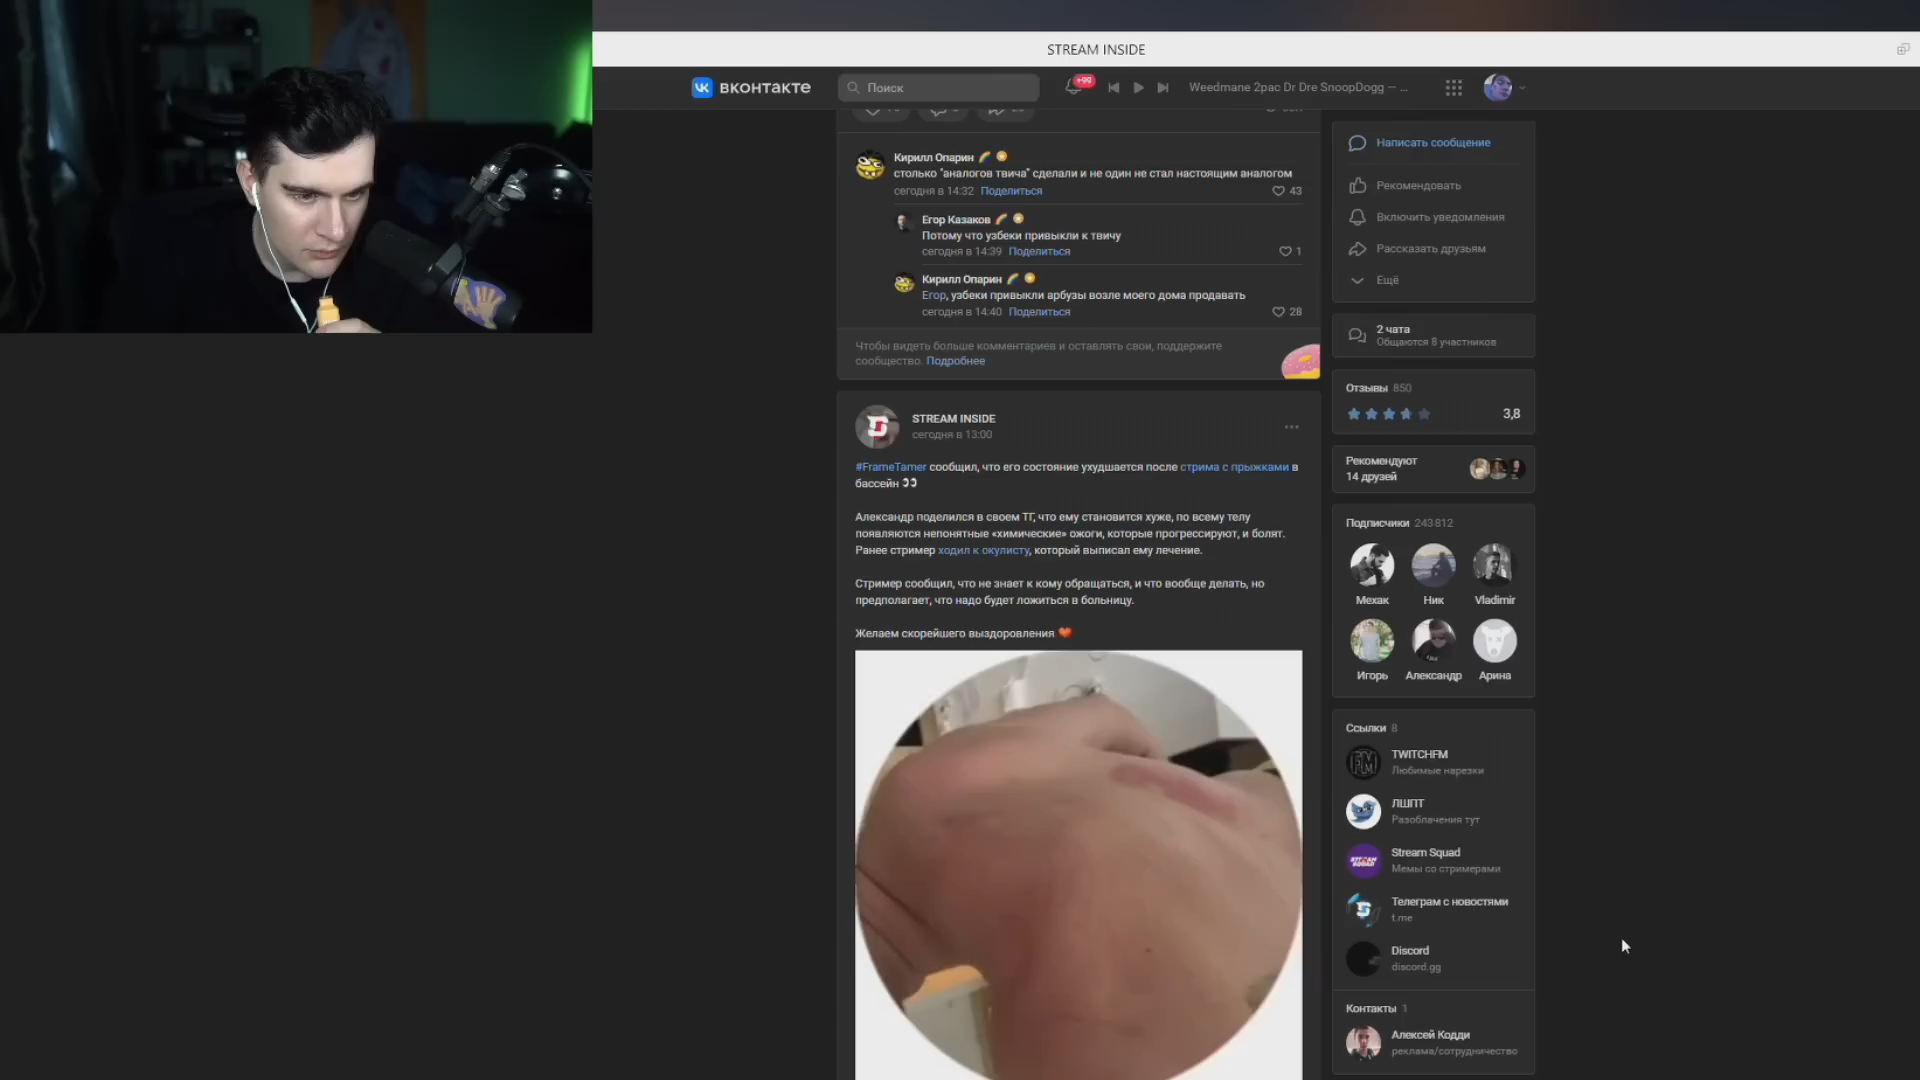 STREAM INSIDE
вконтакте
Поиск
+99
Weedmane 2pac Dr Dre SnoopDogg — ...
Кирилл Опарин
столько "аналогов твича" сделали и не один не стал настоящим аналогом
сегодня в 14:32 Поделиться
43
Егор Казаков
Потому что узбеки привыкли к твичу
сегодня в 14:39 Поделиться
1
Кирилл Опарин
Егор, узбеки привыкли арбузы возле моего дома продавать
сегодня в 14:40 Поделиться
28
Чтобы видеть больше комментариев и оставлять свои, поддержите
сообщество. Подробнее
STREAM INSIDE
сегодня в 13:00
#FrameTamer сообщил, что его состояние ухудшается после стрима с прыжками в
бассейн
Александр поделился в своем ТГ, что ему становится хуже, по всему телу
появляются непонятные «химические» ожоги, которые прогрессируют, и болят.
Ранее стример ходил к окулисту, который выписал ему лечение.
Стример сообщил, что не знает к кому обращаться, и что вообще делать, но
предполагает, что надо будет ложиться в больницу.
Желаем скорейшего выздоровления
Написать сообщение
Рекомендовать
Включить уведомления
Рассказать друзьям
Ещё
2 чата
Общаются 8 участников
Отзывы 850
3,8
Рекомендуют
14 друзей
Подписчики 243 812
Мехак
Ник
Vladimir
Игорь
Александр
Арина
Ссылки 8
TWITCHFM
Любимые нарезки
ЛШПТ
Разоблачения тут
Stream Squad
Мемы со стримерами
Телеграм с новостями
t.me
Discord
discord.gg
Контакты 1
Алексей Кодди
реклама/сотрудничество